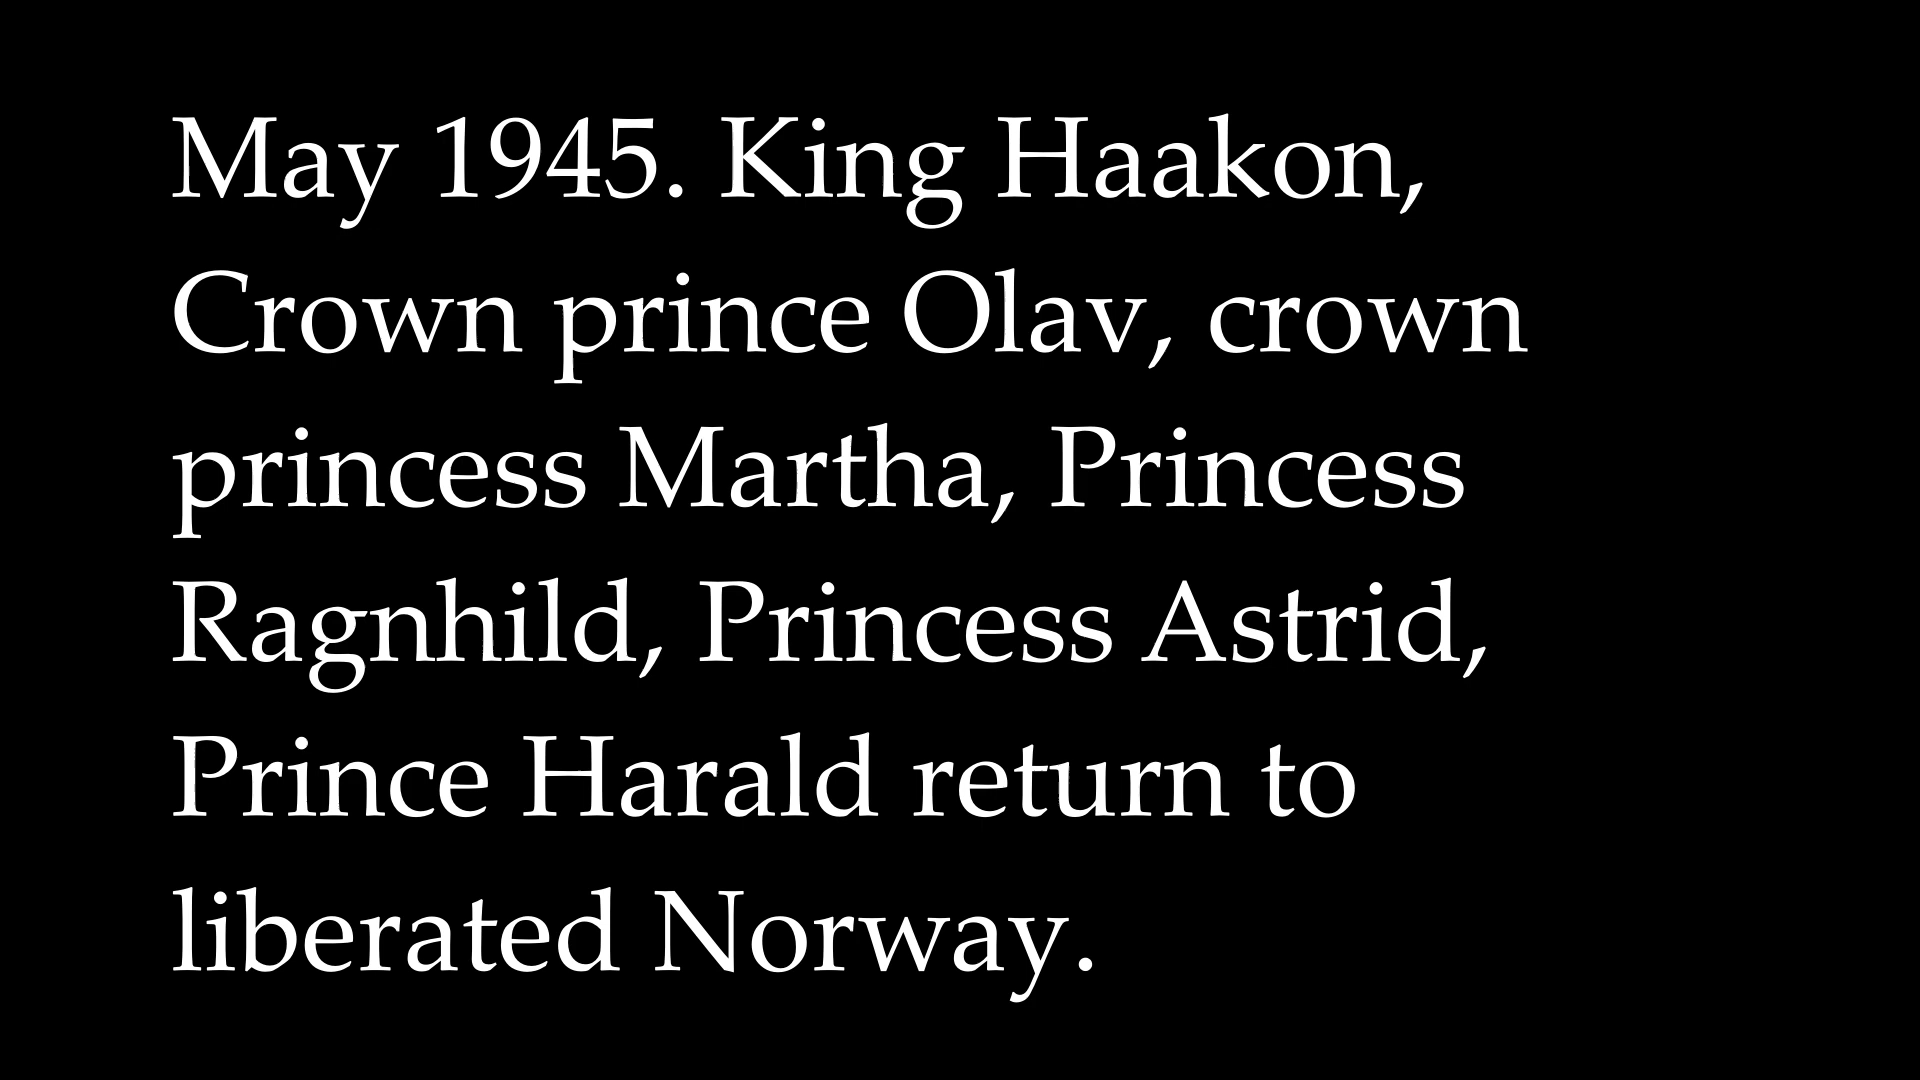 May 1945. King Haakon,
Crown prince Olav, crown
princess Martha, Princess
Ragnhild, Princess Astrid,
Prince Harald return to
liberated Norway.